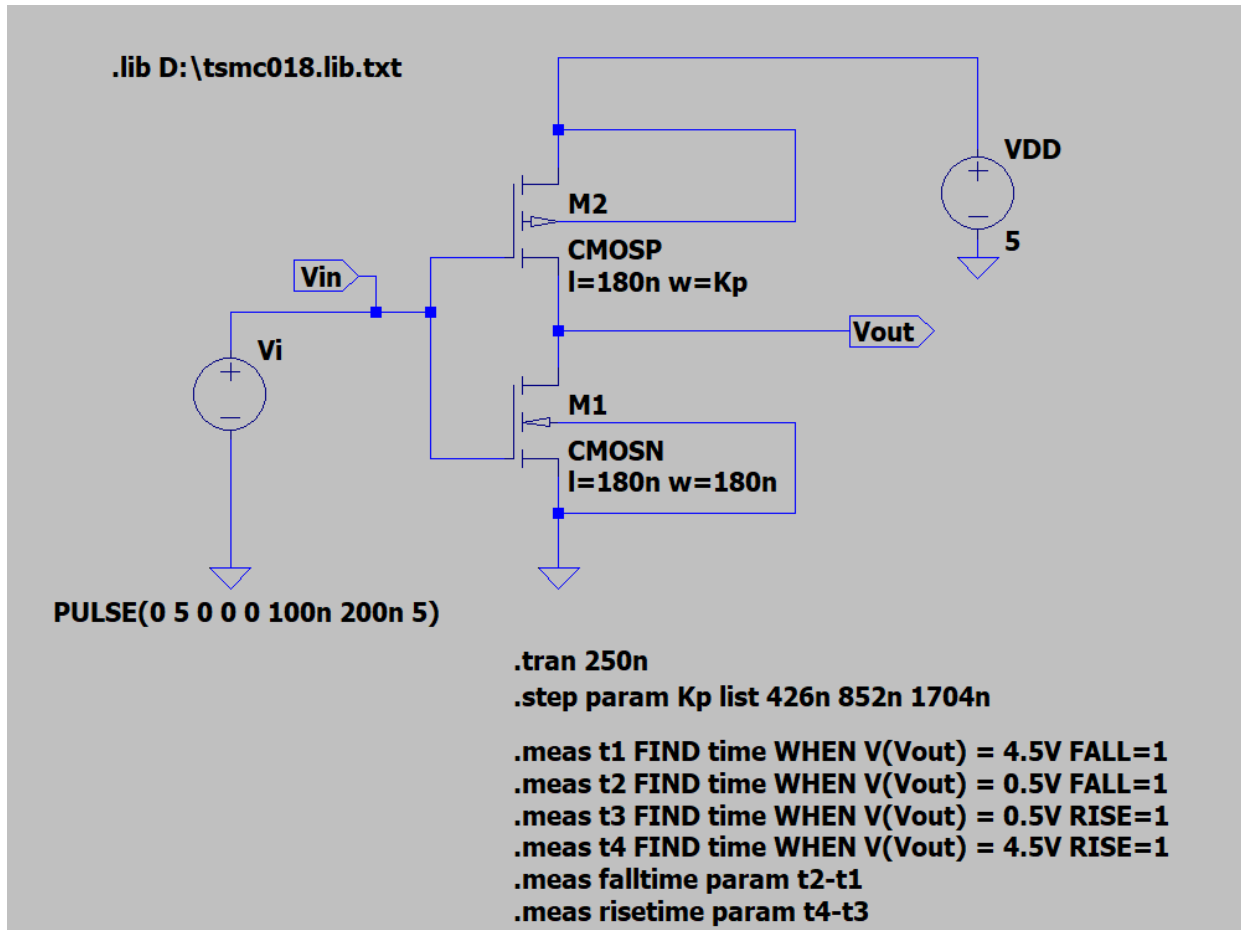 .lib D:\tsmc018.lib.txt
VDD
5
M2
CMOSP
l=180n w=Kp
Vin
Vout
Vi
M1
CMOSN
l=180n w=180n
PULSE(0 5 0 0 0 100n 200n 5)
.tran 250n
.step param Kp list 426n 852n 1704n
.meas t1 FIND time WHEN V(Vout) = 4.5V FALL=1
.meas t2 FIND time WHEN V(Vout) = 0.5V FALL=1
.meas t3 FIND time WHEN V(Vout) = 0.5V RISE=1
.meas t4 FIND time WHEN V(Vout) = 4.5V RISE=1
.meas falltime param t2-t1
.meas risetime param t4-t3